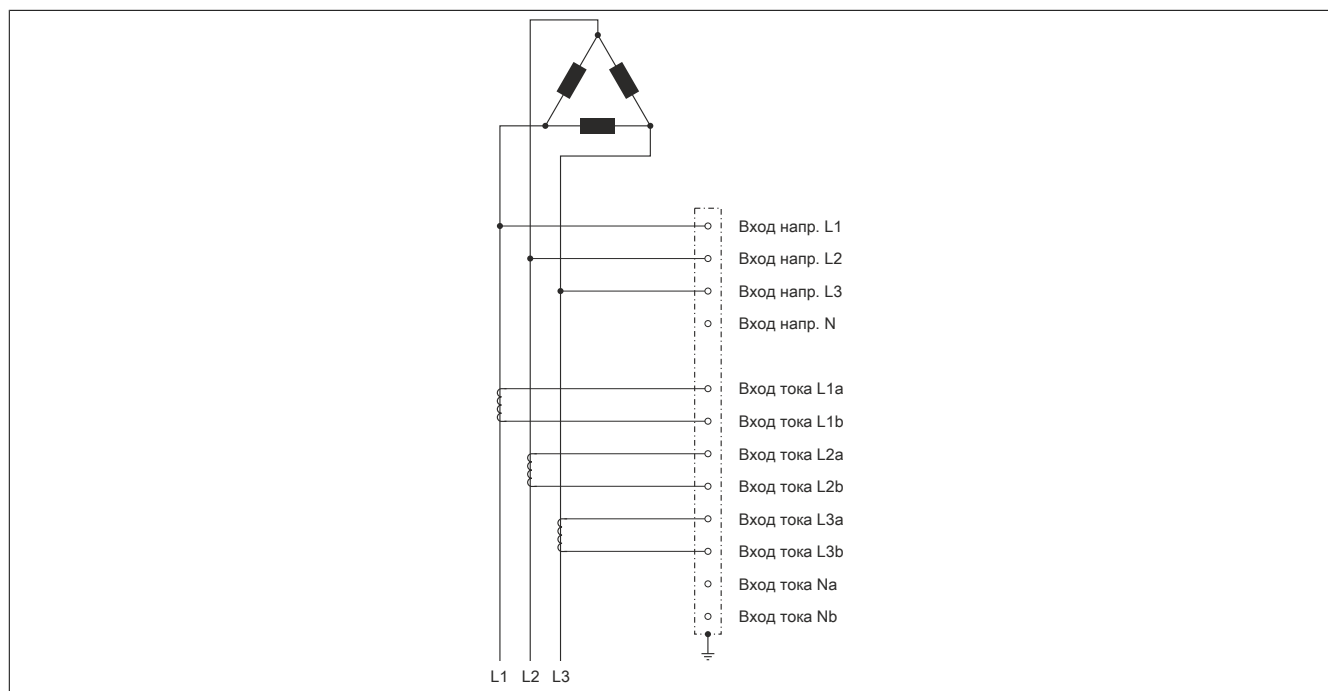 Вход напр. L1
Вход напр. L2
Вход напр. L3
Вход напр. N
Вход тока L1a
Вход тока L1b
Вход тока L2a
Вход тока L2b
Вход тока L3a
Вход тока L3b
Вход тока Na
Вход тока Nb
L1 L2 L3